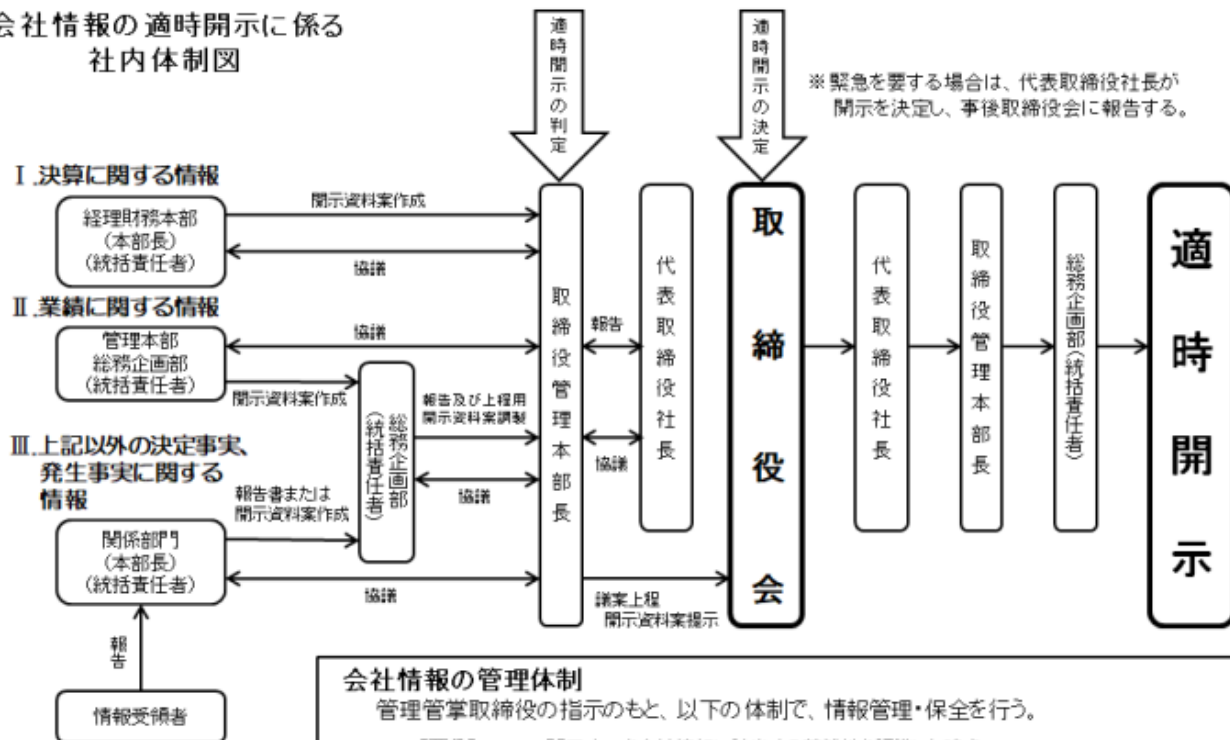 会社情報の適時開示に係る
社内体制図
適時開示の判定
適時開示の決定
※緊急を要する場合は、代表取締役社長が
開示を決定し、事後取締役会に報告する。
Ⅰ.決算に関する情報
経理財務本部
(本部長)
(統括責任者)
開示資料案作成
協議
Ⅱ.業績に関する情報
管理本部
総務企画部
(統括責任者)
協議
開示資料案作成
Ⅲ.上記以外の決定事実、
発生事実に関する
情報
関係部門
(本部長)
(統括責任者)
報告書または
開示資料案作成
協議
報告
情報受領者
総務企画部
(統括責任者)
報告及び上程用
開示資料案調製
協議
取締役管理本部長
報告
協議
代表取締役社長
議案上程
開示資料案提示
取締役会
代表取締役社長
取締役管理本部長
総務企画部(統括責任者)
適時開示
会社情報の管理体制
管理管掌取締役の指示のもと、以下の体制で、情報管理・保全を行う。